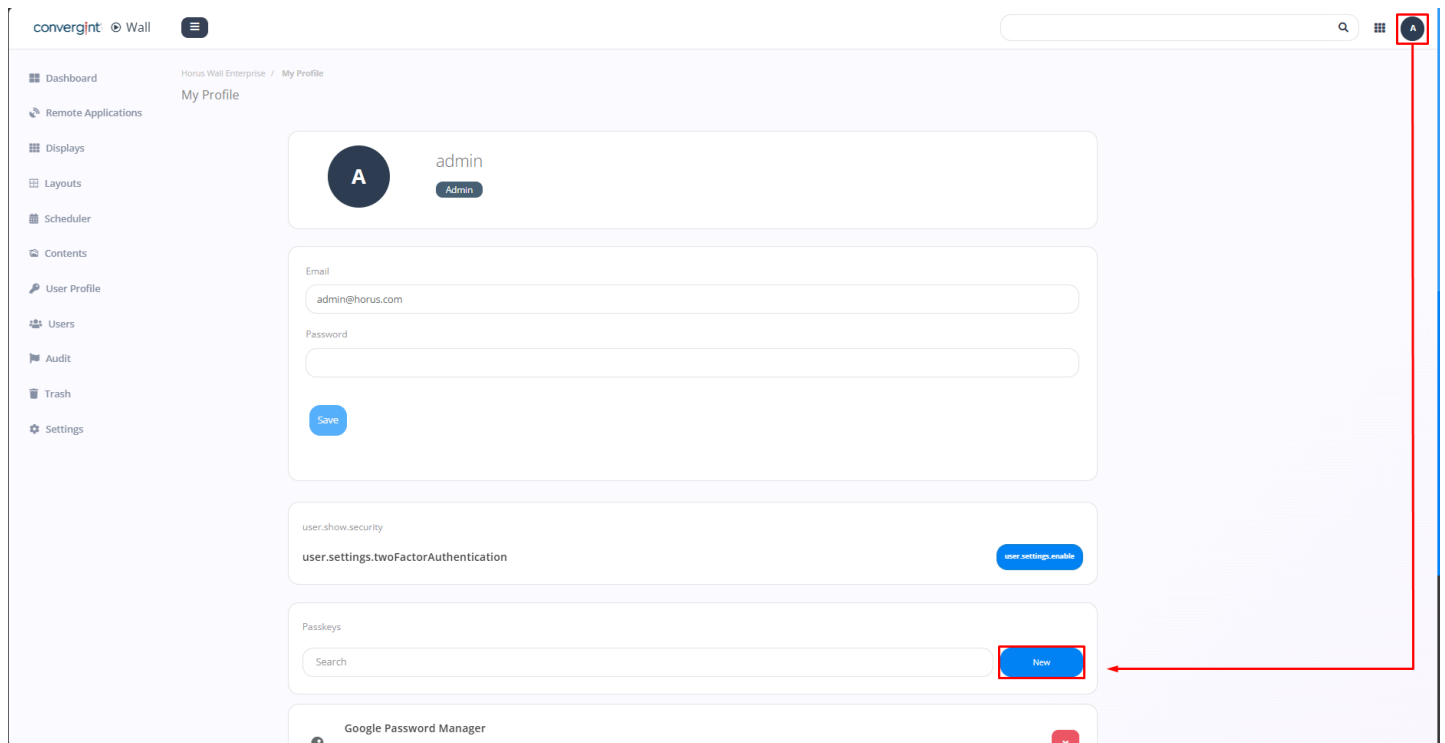 convergint Wall
A
Dashboard
Remote Applications
Displays
Layouts
Scheduler
Contents
User Profile
Users
Audit
Trash
Settings
Horus Wall Enterprise / My Profile
My Profile
A
admin
Admin
Email
admin@horus.com
Password
Save
user.show.security
user.settings.twoFactorAuthentication
user.settings.enable
Passkeys
Search
New
Google Password Manager